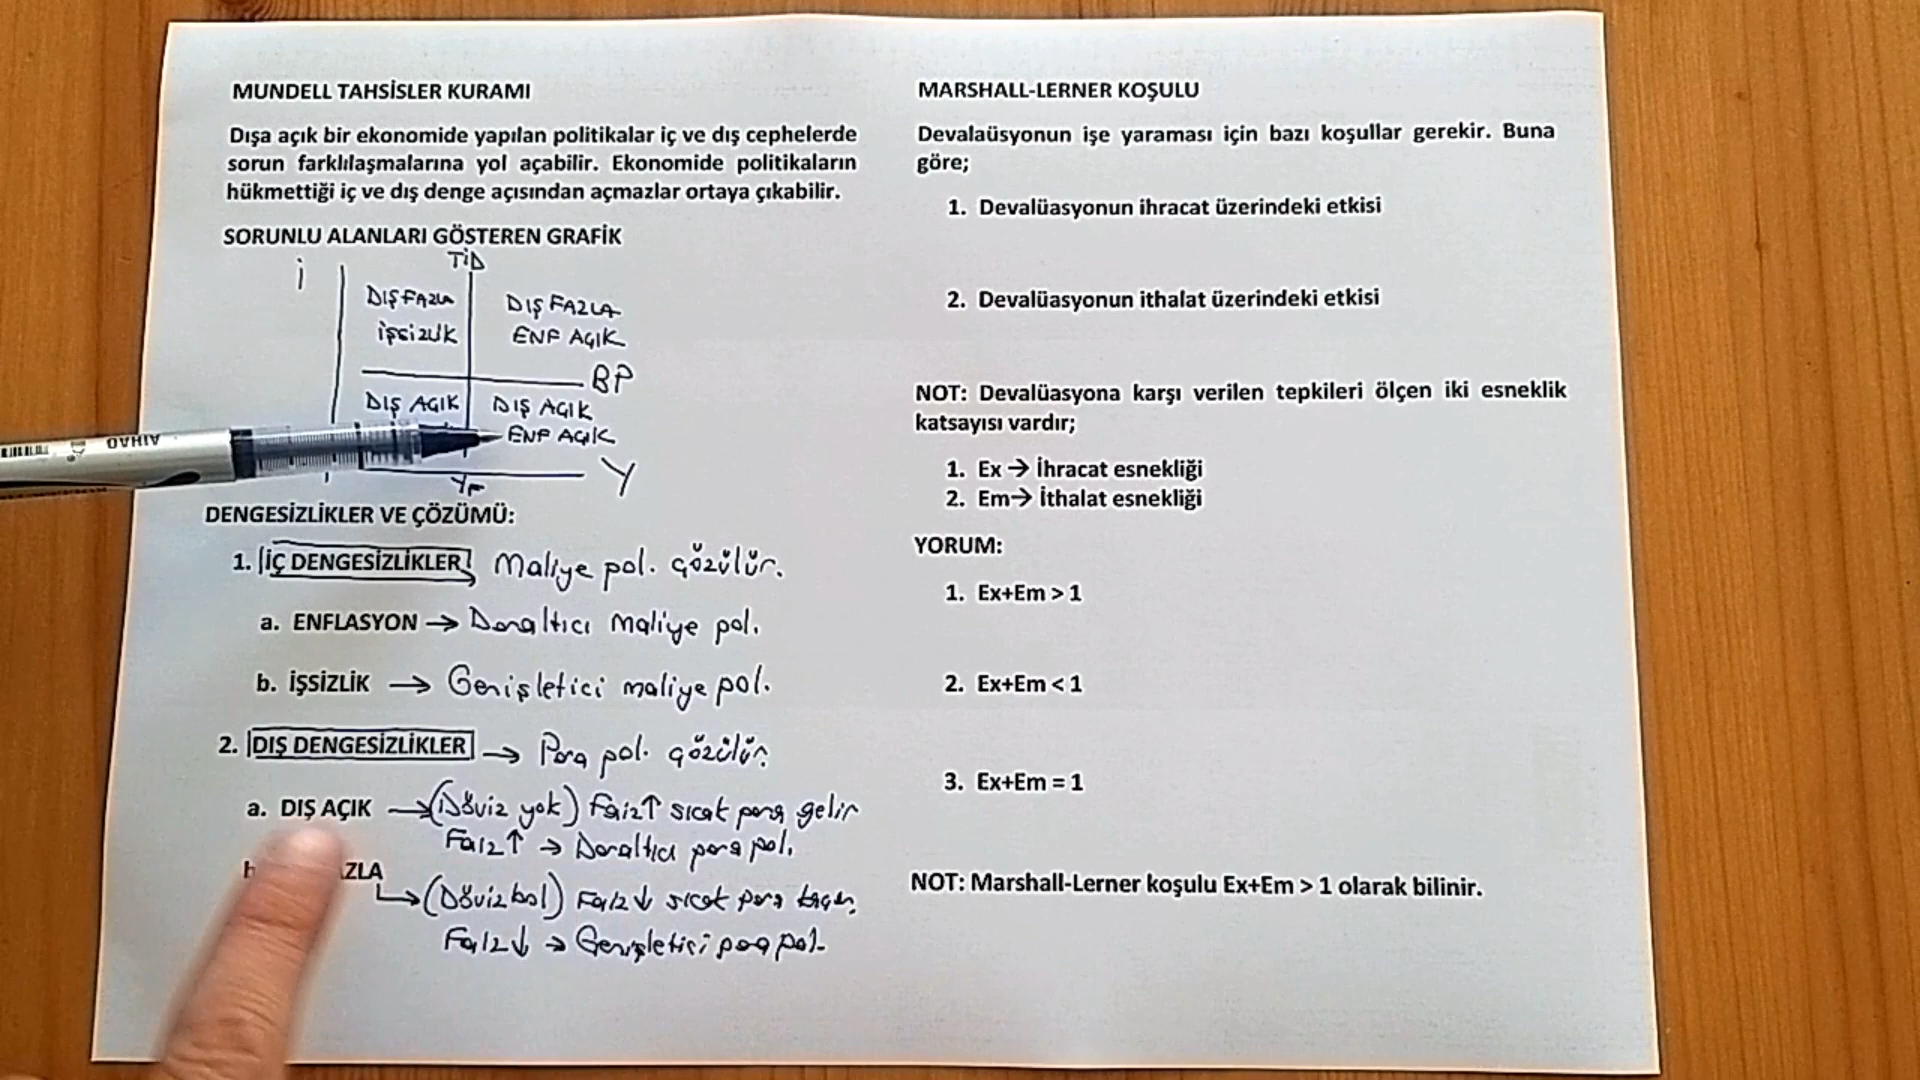 MUNDELL TAHSİSLER KURAMI
Dışa açık bir ekonomide yapılan politikalar iç ve dış cephelerde
sorun farklılaşmalarına yol açabilir. Ekonomide politikaların
hükmettiği iç ve dış denge açısından açmazlar ortaya çıkabilir.
SORUNLU ALANLARI GÖSTEREN GRAFİK
i
TİD
DIŞ FAZLA
İŞSİZLİK
DIŞ FAZLA
ENF AÇIK
BP
DIŞ AÇIK
DIŞ AÇIK
ENF AÇIK
Y
DENGESİZLİKLER VE ÇÖZÜMÜ:
1. İÇ DENGESİZLİKLER Maliye pol. çözülür.
a. ENFLASYON → Daraltıcı maliye pol.
b. İŞSİZLİK → Genişletici maliye pol.
2. DIŞ DENGESİZLİKLER → Para pol. çözülür.
a. DIŞ AÇIK → (Döviz yok) Faiz↑ sıcak para gelir
Faiz↑ → Daraltıcı para pol.
AZLA
→ (Döviz bol) Faiz↓ sıcak para kaçar.
Faiz↓ → Genişletici para pol.
MARSHALL-LERNER KOŞULU
Devalaüsyonun işe yaraması için bazı koşullar gerekir. Buna
göre;
1. Devalüasyonun ihracat üzerindeki etkisi
2. Devalüasyonun ithalat üzerindeki etkisi
NOT: Devalüasyona karşı verilen tepkileri ölçen iki esneklik
katsayısı vardır;
1. Ex → İhracat esnekliği
2. Em→ İthalat esnekliği
YORUM:
1. Ex+Em > 1
2. Ex+Em < 1
3. Ex+Em = 1
NOT: Marshall-Lerner koşulu Ex+Em > 1 olarak bilinir.